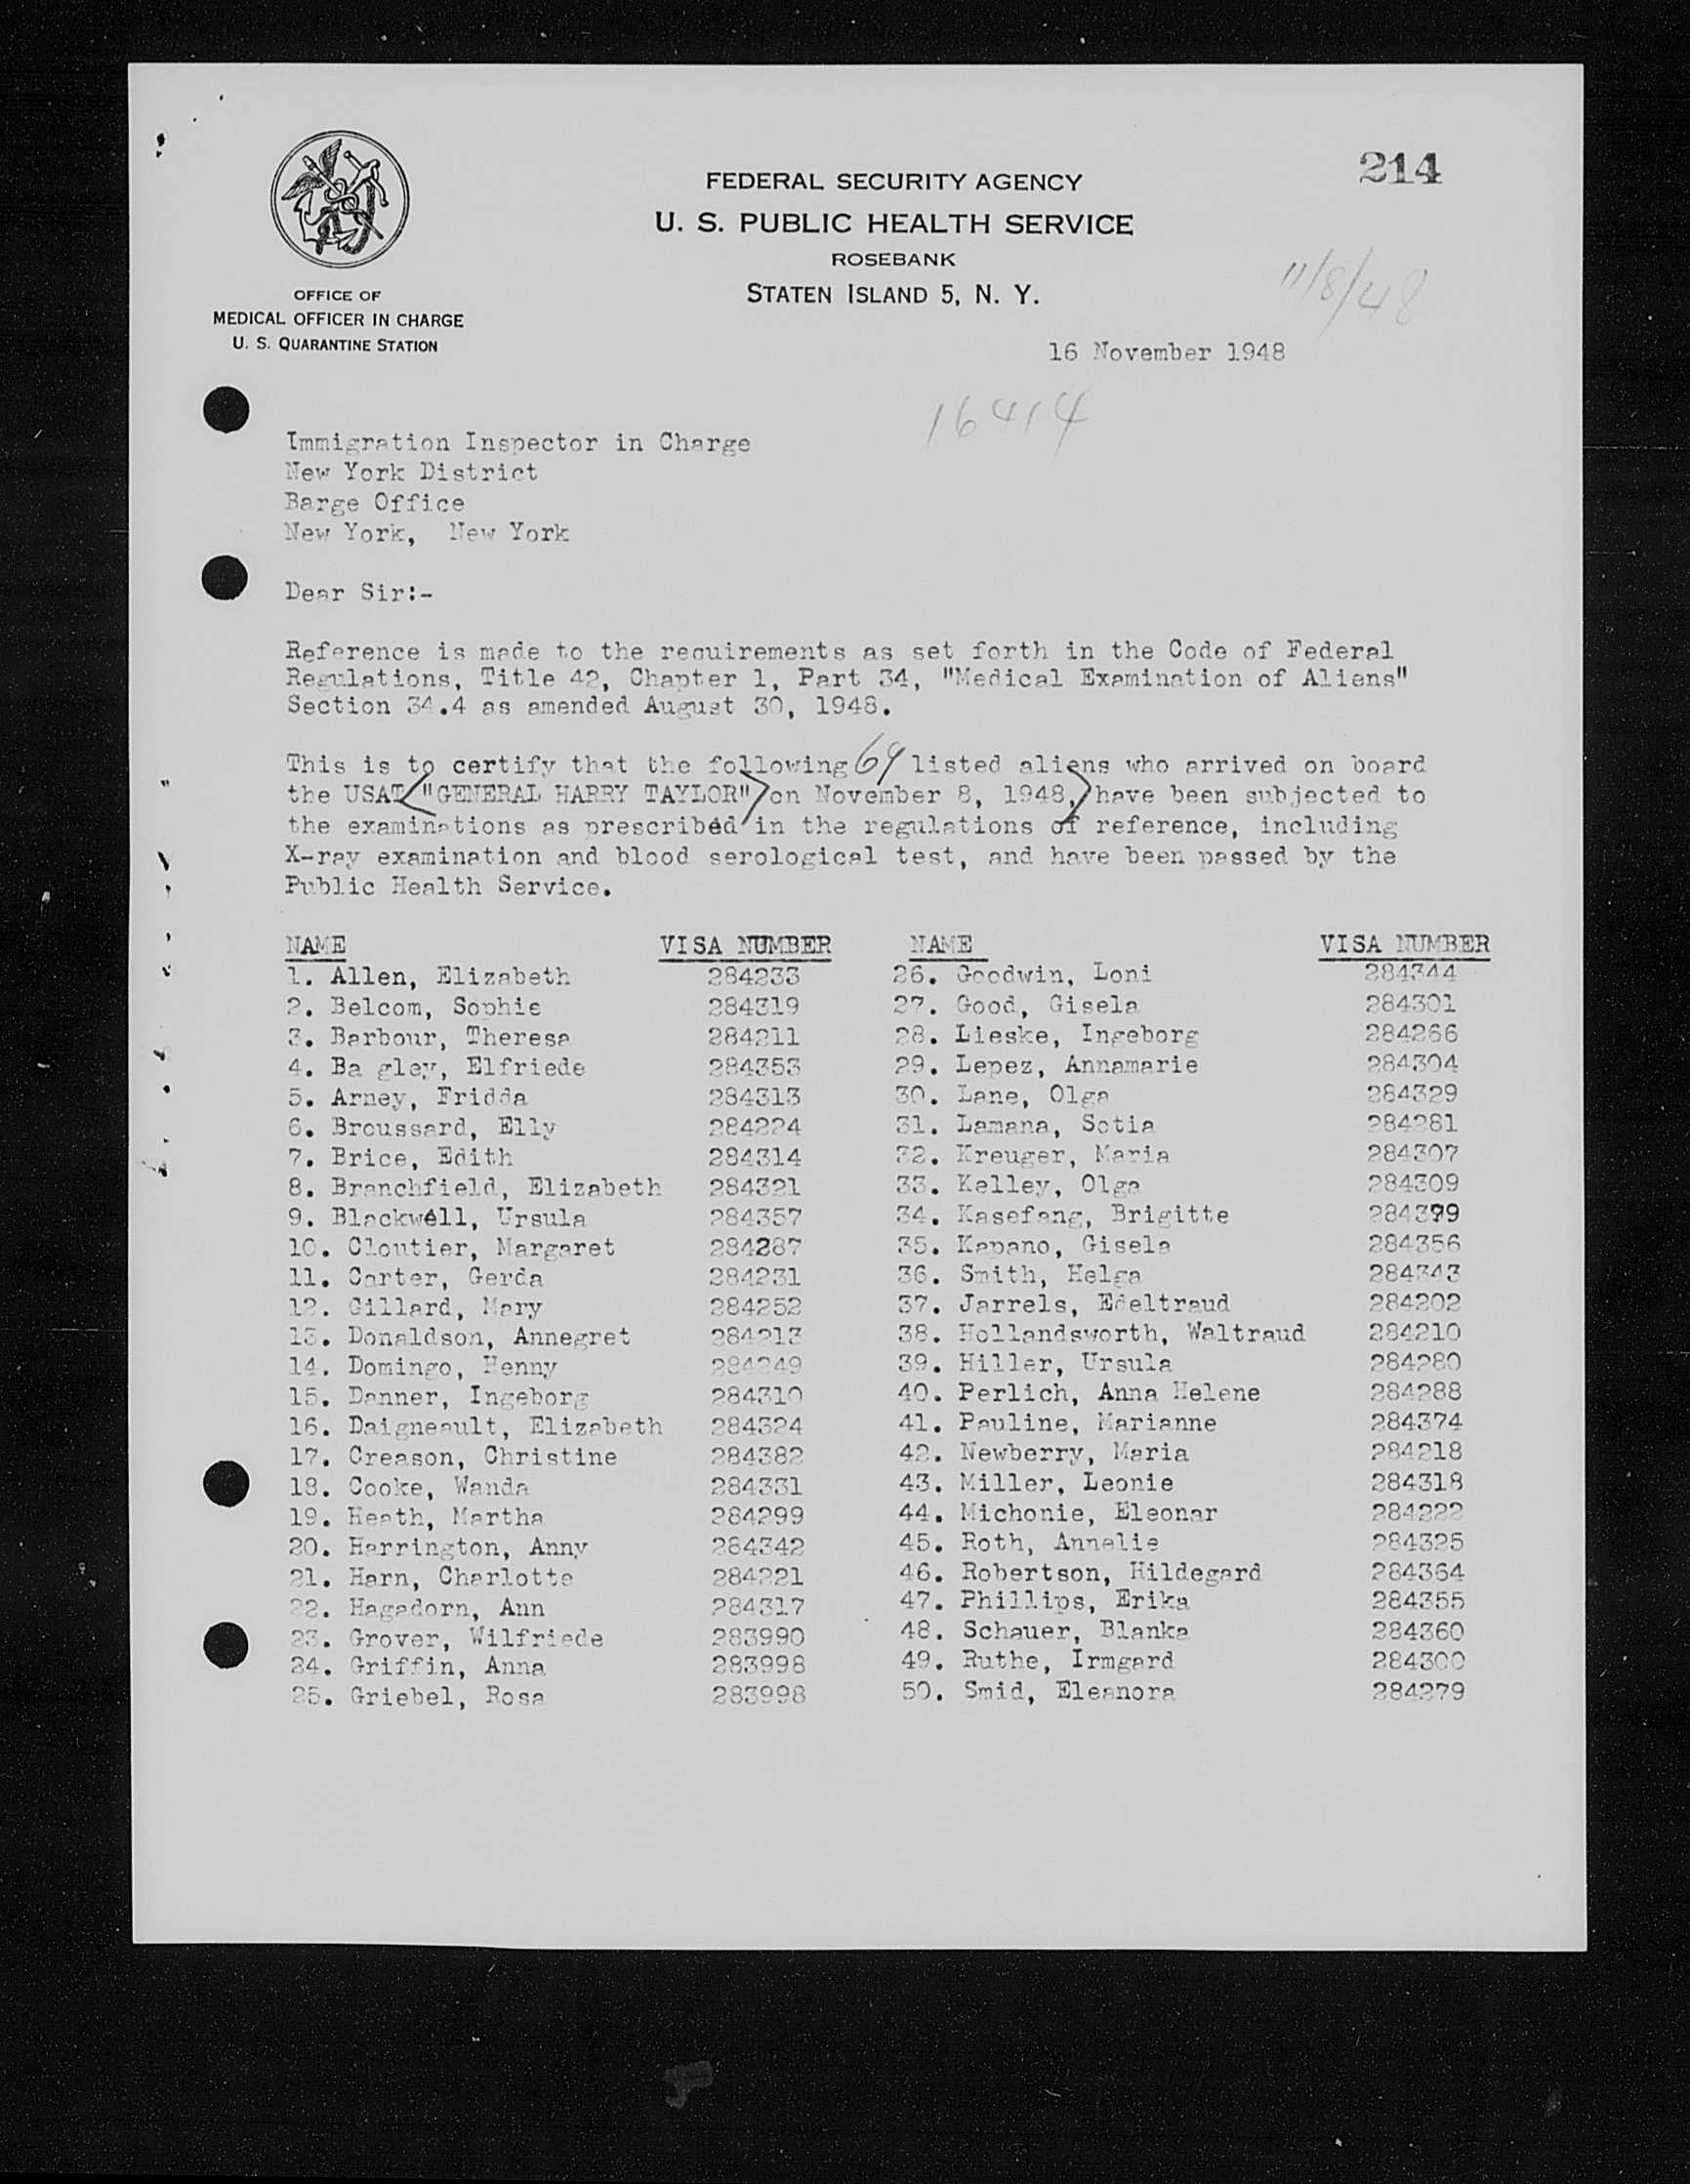 214
FEDERAL SECURITY AGENCY
U. S. PUBLIC HEALTH SERVICE
ROSEBANK
STATEN ISLAND 5, N. Y.
11/8/48
OFFICE OF
MEDICAL OFFICER IN CHARGE
U. S. QUARANTINE STATION
16 November 1948
16414
Immigration Inspector in Charge
New York District
Barge Office
New York, New York
Dear Sir:-
Reference is made to the requirements as set forth in the Code of Federal
Regulations, Title 42, Chapter 1, Part 34, "Medical Examination of Aliens"
Section 34.4 as amended August 30, 1948.
This is to certify that the following 69 listed aliens who arrived on board
the USAT "GENERAL HARRY TAYLOR" on November 8, 1948, have been subjected to
the examinations as prescribed in the regulations of reference, including
X-ray examination and blood serological test, and have been passed by the
Public Health Service.
NAME VISA NUMBER NAME VISA NUMBER
1. Allen, Elizabeth 284233 26. Goodwin, Loni 284344
2. Belcom, Sophie 284319 27. Good, Gisela 284301
3. Barbour, Theresa 284211 28. Lieske, Ingeborg 284266
4. Ba gley, Elfriede 284353 29. Lepez, Annamarie 284304
5. Arney, Fridda 284313 30. Lane, Olga 284329
6. Broussard, Elly 284224 31. Lamana, Sotia 284281
7. Brice, Edith 284314 32. Kreuger, Maria 284307
8. Branchfield, Elizabeth 284321 33. Kelley, Olga 284309
9. Blackwell, Ursula 284357 34. Kasefang, Brigitte 284399
10. Cloutier, Margaret 284287 35. Kapano, Gisela 284356
11. Carter, Gerda 284231 36. Smith, Helga 284343
12. Gillard, Mary 284252 37. Jarrels, Edeltraud 284202
13. Donaldson, Annegret 284213 38. Hollandsworth, Waltraud 284210
14. Domingo, Henny 284249 39. Hiller, Ursula 284280
15. Danner, Ingeborg 284310 40. Perlich, Anna Helene 284288
16. Daigneault, Elizabeth 284324 41. Pauline, Marianne 284374
17. Creason, Christine 284382 42. Newberry, Maria 284218
18. Cooke, Wanda 284331 43. Miller, Leonie 284318
19. Heath, Martha 284299 44. Michonie, Eleonar 284222
20. Harrington, Anny 284342 45. Roth, Annelie 284325
21. Harn, Charlotte 284221 46. Robertson, Hildegard 284364
22. Hagadorn, Ann 284317 47. Phillips, Erika 284355
23. Grover, Wilfriede 283990 48. Schauer, Blanka 284360
24. Griffin, Anna 283998 49. Ruthe, Irmgard 284300
25. Griebel, Rosa 283998 50. Smid, Eleanora 284279